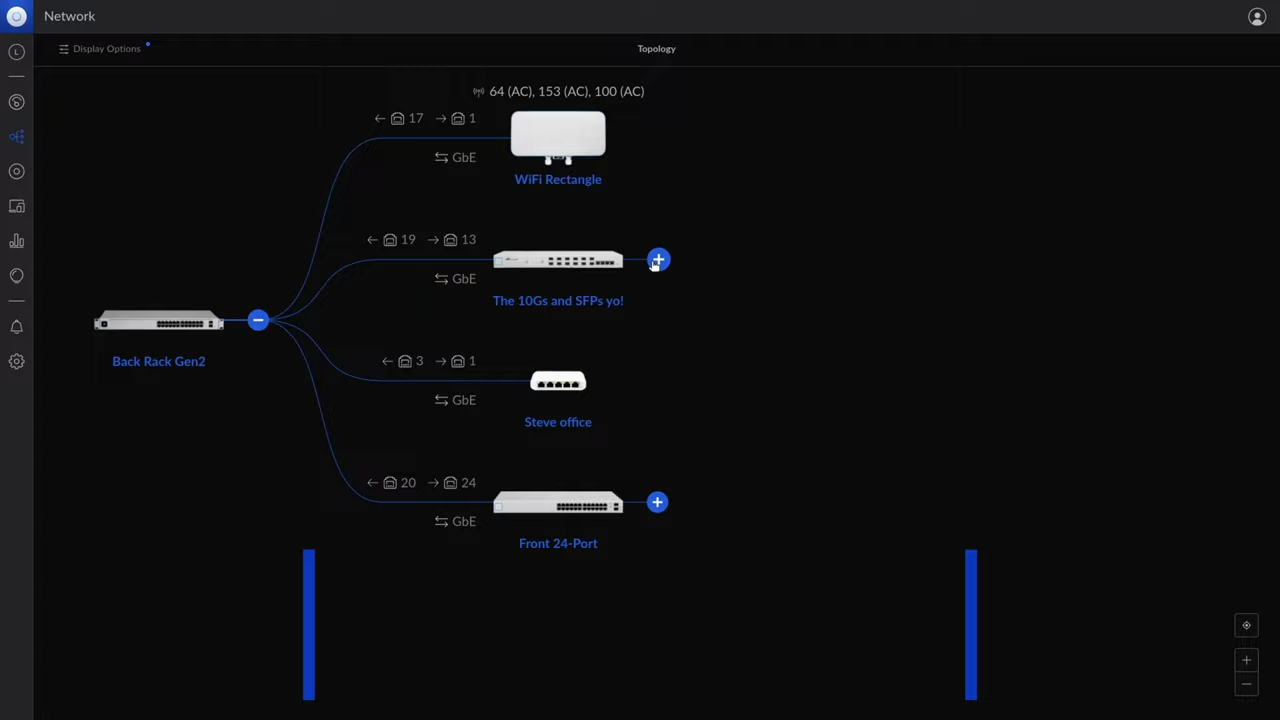 Network
Display Options
Topology
64 (AC), 153 (AC), 100 (AC)
← 17 → 1
GbE
WiFi Rectangle
← 19 → 13
GbE
The 10Gs and SFPs yo!
Back Rack Gen2
← 3 → 1
GbE
Steve office
← 20 → 24
GbE
Front 24-Port